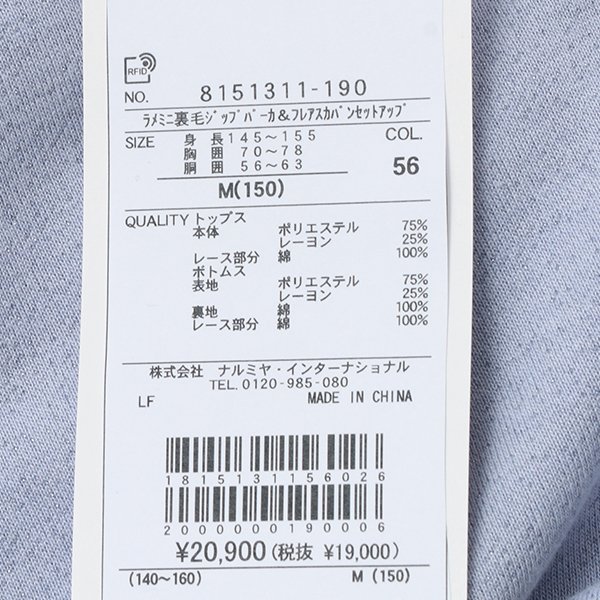 RFID
NO. 8151311-190
ﾗﾒﾐﾆ裏毛ｼﾞｯﾌﾟﾊﾟｰｶ&ﾌﾚｱｽｶﾊﾟﾝｾｯﾄｱｯﾌﾟ
SIZE 身長 145～155 COL.
胸囲 70～78
胴囲 56～63 56
M(150)
QUALITY トップス
本体 ポリエステル 75%
レーヨン 25%
レース部分 綿 100%
ボトムス
表地 ポリエステル 75%
レーヨン 25%
裏地 綿 100%
レース部分 綿 100%
株式会社 ナルミヤ・インターナショナル
TEL. 0120-985-080
LF MADE IN CHINA
1815131156026
2000000190006
¥20,900(税抜 ¥19,000)
(140～160) M (150)